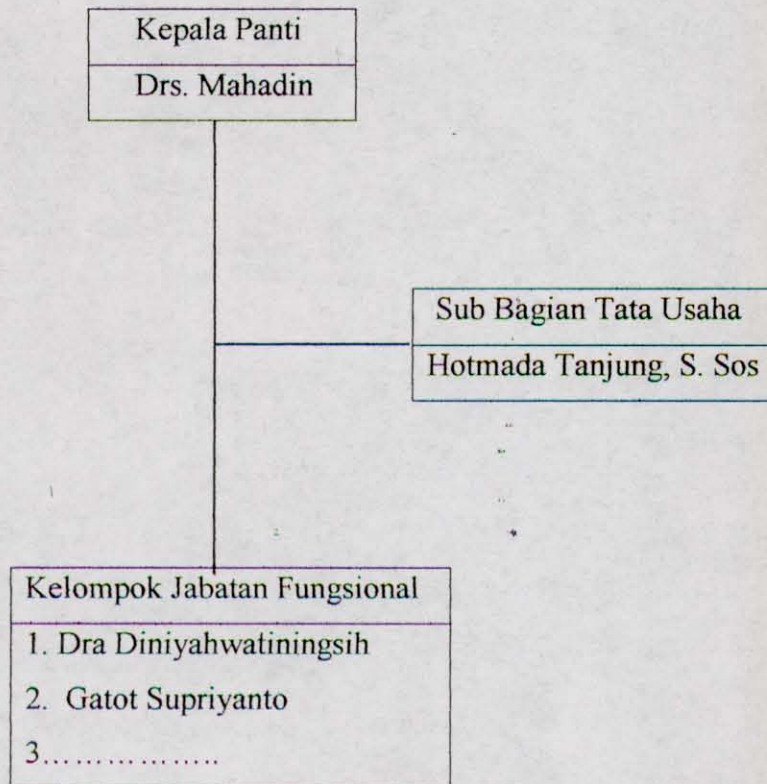 Kepala Panti
Drs. Mahadin
Sub Bagian Tata Usaha
Hotmada Tanjung, S. Sos
Kelompok Jabatan Fungsional
1. Dra Diniyahwatiningsih
2. Gatot Supriyanto
3………………